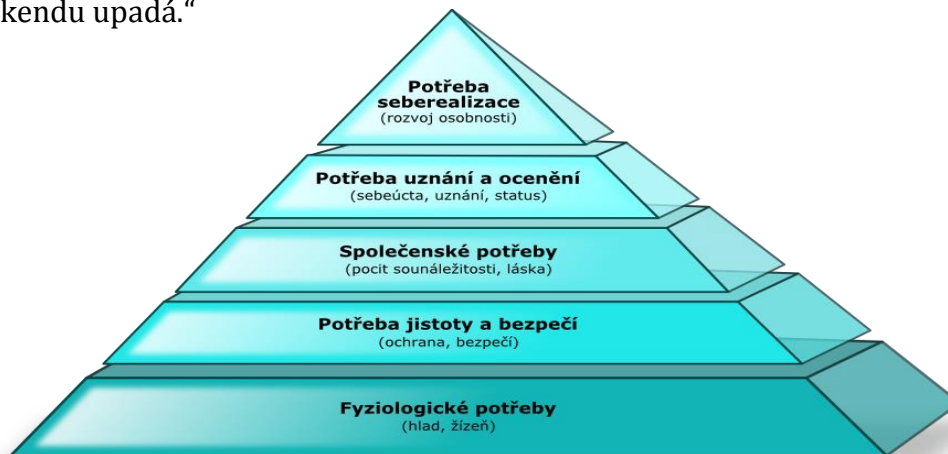 kendu upadá.“
Potřeba
seberealizace
(rozvoj osobnosti)
Potřeba uznání a ocenění
(sebeúcta, uznání, status)
Společenské potřeby
(pocit sounáležitosti, láska)
Potřeba jistoty a bezpečí
(ochrana, bezpečí)
Fyziologické potřeby
(hlad, žízeň)